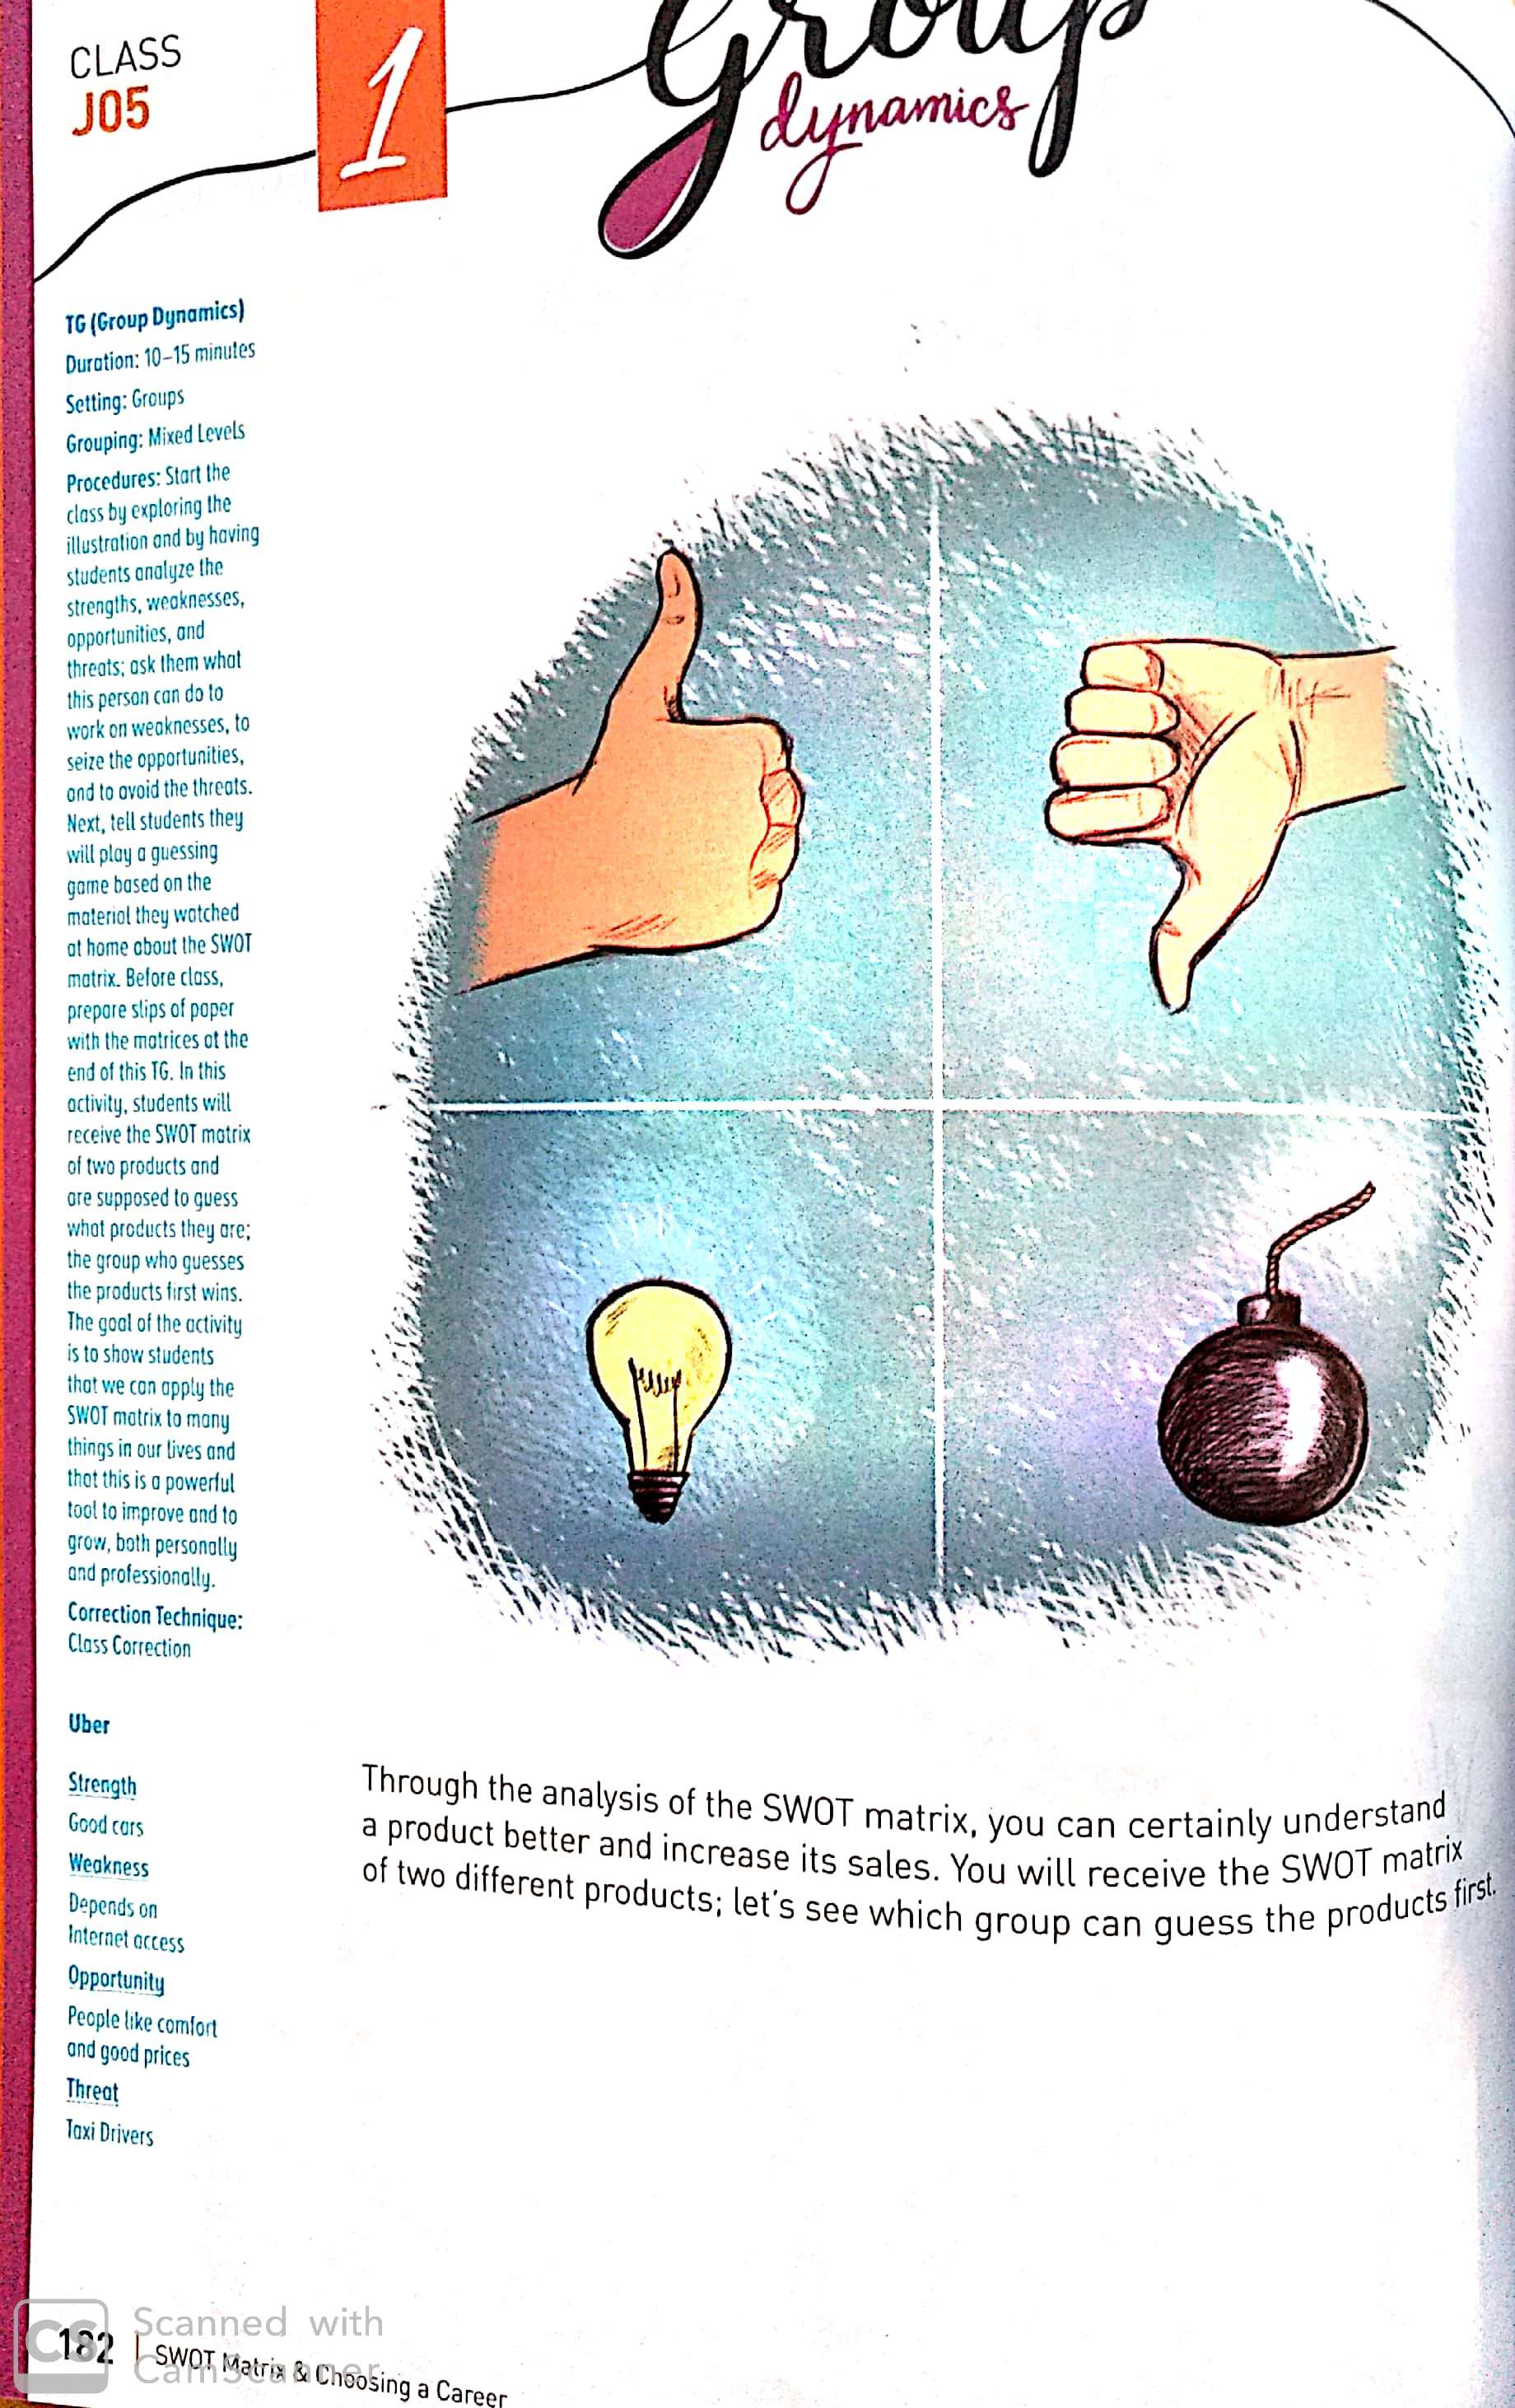 CLASS
J05
1
Group
dynamics
TG (Group Dynamics)
Duration: 10–15 minutes
Setting: Groups
Grouping: Mixed Levels
Procedures: Start the
class by exploring the
illustration and by having
students analyze the
strengths, weaknesses,
opportunities, and
threats; ask them what
this person can do to
work on weaknesses, to
seize the opportunities,
and to avoid the threats.
Next, tell students they
will play a guessing
game based on the
material they watched
at home about the SWOT
matrix. Before class,
prepare slips of paper
with the matrices at the
end of this TG. In this
activity, students will
receive the SWOT matrix
of two products and
are supposed to guess
what products they are;
the group who guesses
the products first wins.
The goal of the activity
is to show students
that we can apply the
SWOT matrix to many
things in our lives and
that this is a powerful
tool to improve and to
grow, both personally
and professionally.
Correction Technique:
Class Correction
Uber
Strength
Good cars
Weakness
Depends on
Internet access
Opportunity
People like comfort
and good prices
Threat
Taxi Drivers
Through the analysis of the SWOT matrix, you can certainly understand
a product better and increase its sales. You will receive the SWOT matrix
of two different products; let's see which group can guess the products first.
182 | SWOT Matrix & Choosing a Career
CS
Scanned with
CamScanner